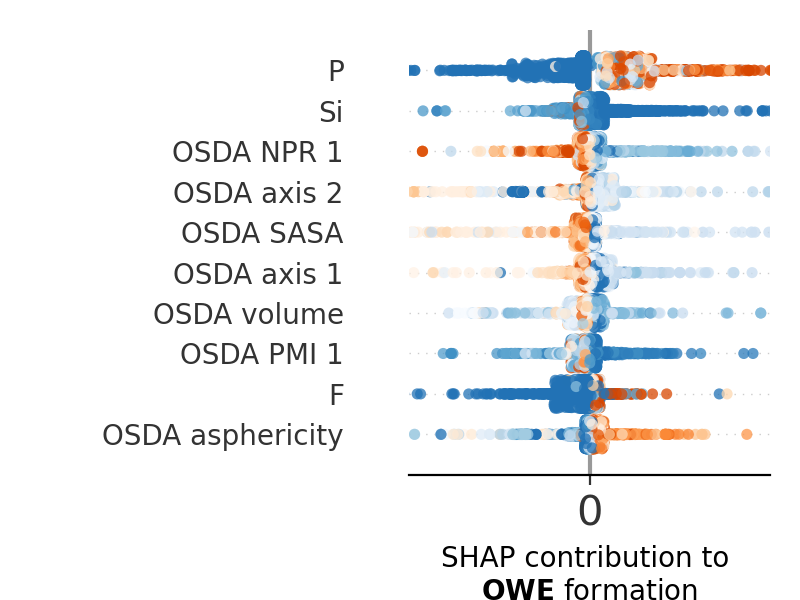 P
Si
OSDA NPR 1
OSDA axis 2
OSDA SASA
OSDA axis 1
OSDA volume
OSDA PMI 1
F
OSDA asphericity
0
SHAP contribution to
OWE formation